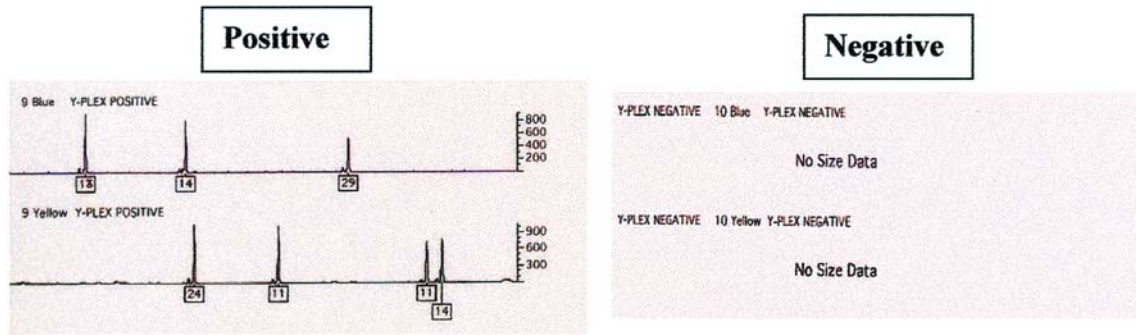 Positive
9 Blue Y-PLEX POSITIVE
800
600
400
200
14
29
9 Yellow Y-PLEX POSITIVE
900
600
300
24
11
11
14
Negative
Y-PLEX NEGATIVE 10 Blue Y-PLEX NEGATIVE
No Size Data
Y-PLEX NEGATIVE 10 Yellow Y-PLEX NEGATIVE
No Size Data